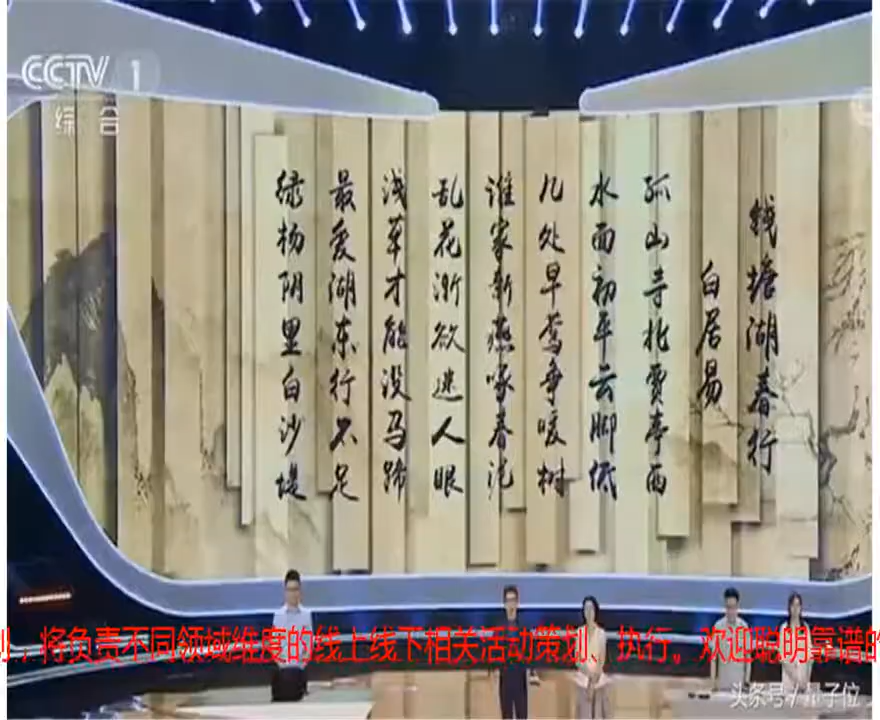 CCTV 1
综合
钱塘湖春行
白居易
孤山寺北贾亭西
水面初平云脚低
几处早莺争暖树
谁家新燕啄春泥
乱花渐欲迷人眼
浅草才能没马蹄
最爱湖东行不足
绿杨阴里白沙堤
,将负责不同领域维度的线上线下相关活动策划、执行。欢迎聪明靠谱的
头条号/量子位